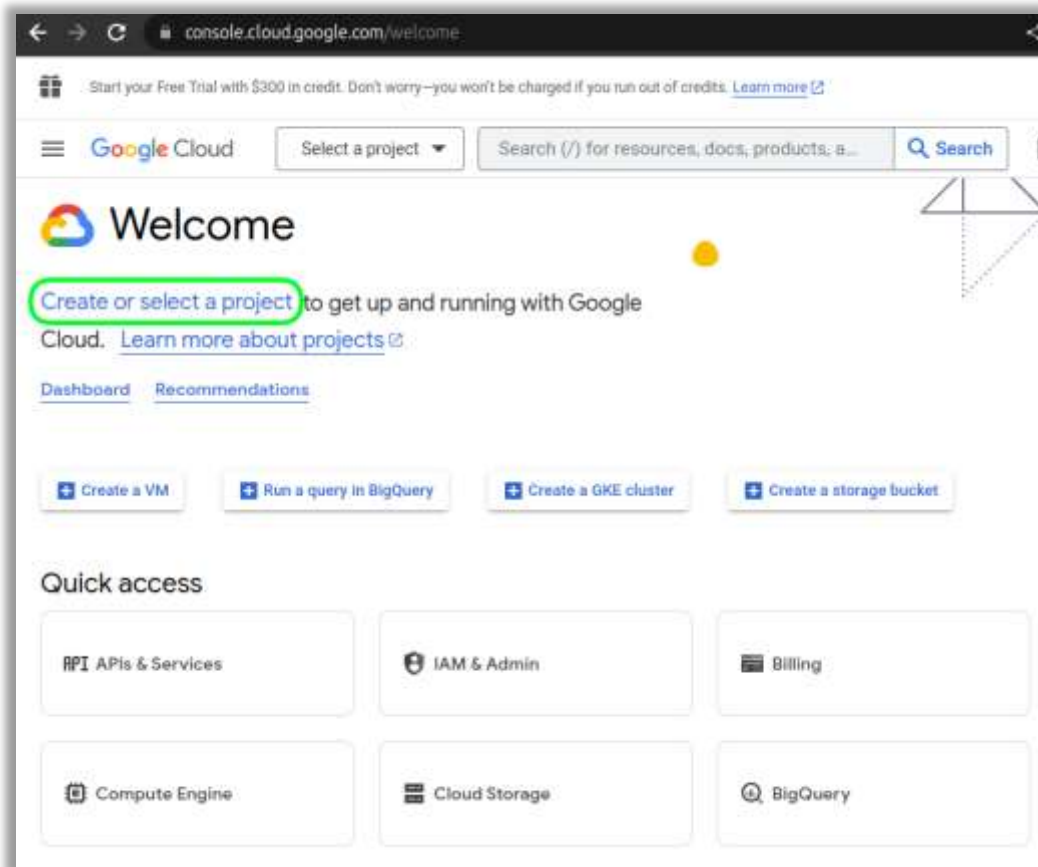 console.cloud.google.com/welcome
Start your Free Trial with $300 in credit. Don't worry—you won't be charged if you run out of credits. Learn more
Google Cloud Select a project Search (/) for resources, docs, products, a... Search
Welcome
Create or select a project to get up and running with Google
Cloud. Learn more about projects
Dashboard Recommendations
Create a VM Run a query in BigQuery Create a GKE cluster Create a storage bucket
Quick access
API APIs & Services IAM & Admin Billing
Compute Engine Cloud Storage BigQuery